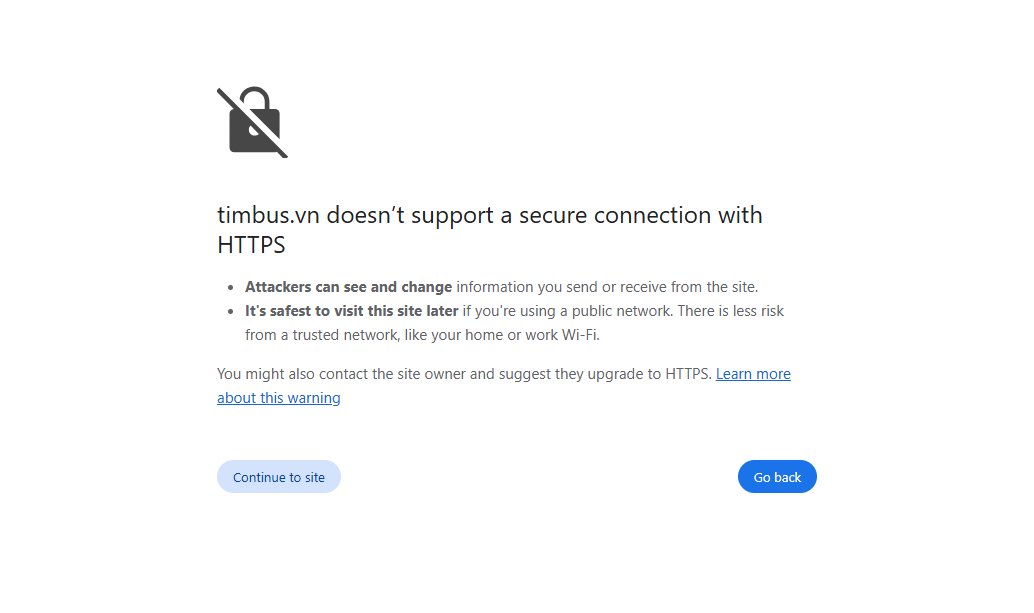 timbus.vn doesn’t support a secure connection with
HTTPS
• Attackers can see and change information you send or receive from the site.
• It's safest to visit this site later if you're using a public network. There is less risk
from a trusted network, like your home or work Wi-Fi.
You might also contact the site owner and suggest they upgrade to HTTPS. Learn more
about this warning
Continue to site
Go back